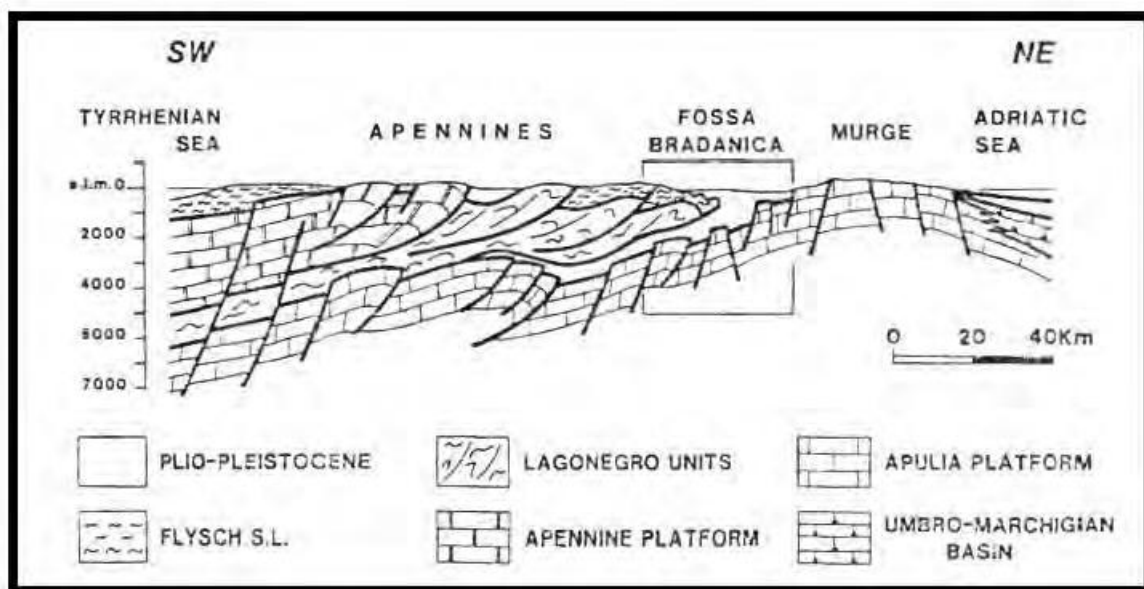 SW
NE
TYRRHENIAN
SEA
APENNINES
FOSSA
BRADANICA
MURGE
ADRIATIC
SEA
s.l.m. 0
2000
4000
6000
7000
0 20 40Km
PLIO-PLEISTOCENE
LAGONEGRO UNITS
APULIA PLATFORM
FLYSCH S.L.
APENNINE PLATFORM
UMBRO-MARCHIGIAN
BASIN